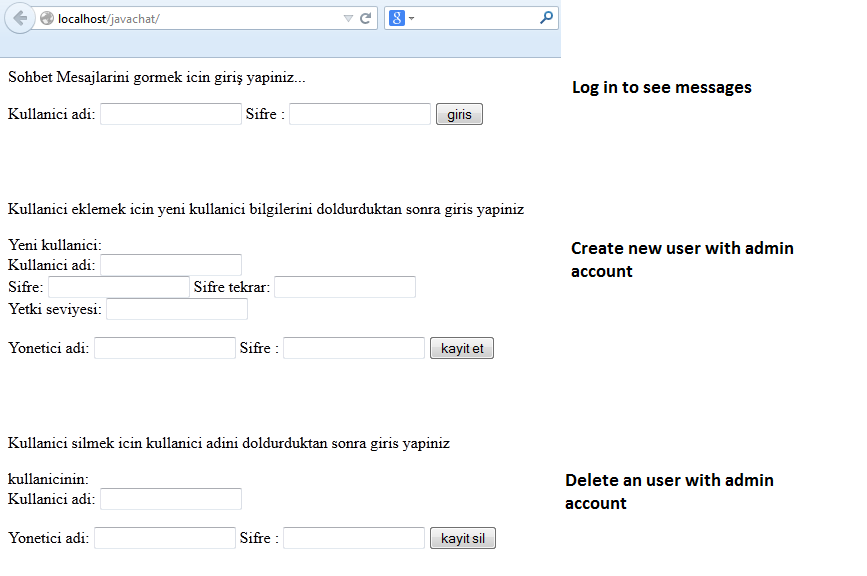 localhost/javachat/
8
Sohbet Mesajlarini gormek icin giriş yapiniz...
Log in to see messages
Kullanici adi: Sifre : giris
Kullanici eklemek icin yeni kullanici bilgilerini doldurduktan sonra giris yapiniz
Yeni kullanici:
Create new user with admin
Kullanici adi:
account
Sifre: Sifre tekrar:
Yetki seviyesi:
Yonetici adi: Sifre : kayit et
Kullanici silmek icin kullanici adini doldurduktan sonra giris yapiniz
kullanicinin:
Delete an user with admin
Kullanici adi:
account
Yonetici adi: Sifre : kayit sil